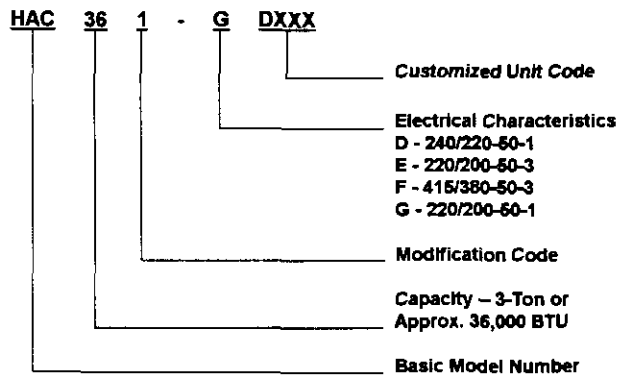 HAC 36 1 - G DXXX
Customized Unit Code
Electrical Characteristics
D - 240/220-50-1
E - 220/200-50-3
F - 415/380-50-3
G - 220/200-50-1
Modification Code
Capacity – 3-Ton or
Approx. 36,000 BTU
Basic Model Number